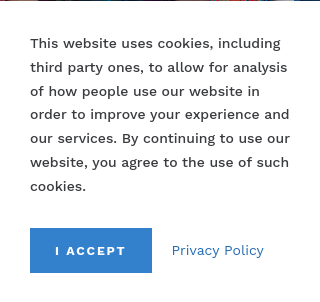 This website uses cookies, including
third party ones, to allow for analysis
of how people use our website in
order to improve your experience and
our services. By continuing to use our
website, you agree to the use of such
cookies.
I ACCEPT
Privacy Policy